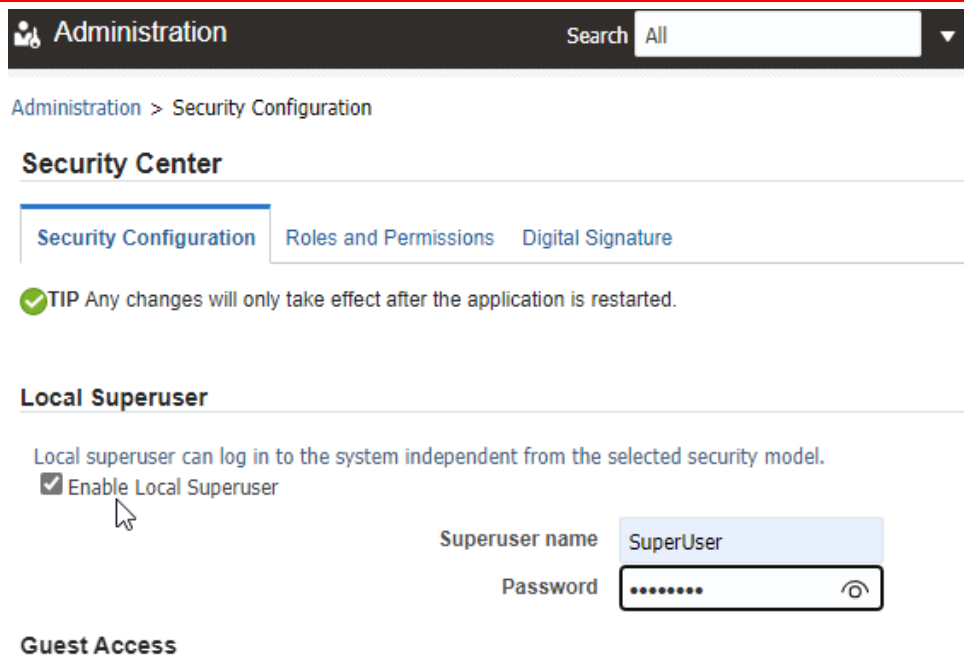 Administration
Search All
Administration > Security Configuration
Security Center
Security Configuration Roles and Permissions Digital Signature
TIP Any changes will only take effect after the application is restarted.
Local Superuser
Local superuser can log in to the system independent from the selected security model.
Enable Local Superuser
Superuser name SuperUser
Password ••••••••
Guest Access